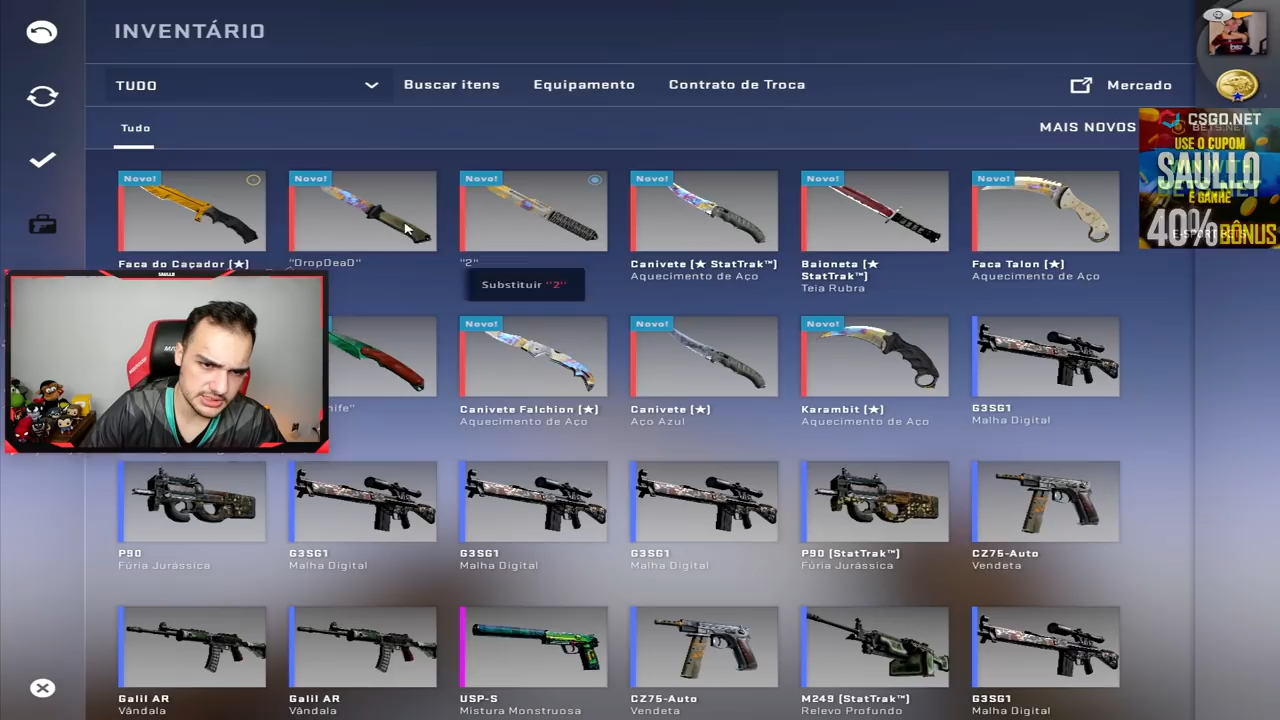 INVENTÁRIO
TUDO
Buscar itens
Equipamento
Contrato de Troca
Mercado
Tudo
MAIS NOVOS
CSGO.NET
USE O CUPOM
SAULLO
E GANHE
40% BÔNUS
Novo!
Novo!
Novo!
Novo!
Novo!
Novo!
Faca do Caçador (★)
"DropDeaD"
"2"
Canivete (★ StatTrak™)
Aquecimento de Aço
Baioneta (★
StatTrak™)
Teia Rubra
Faca Talon (★)
Aquecimento de Aço
Substituir "2"
SAULLO
Novo!
Novo!
Novo!
Canivete Falchion (★)
Aquecimento de Aço
Canivete (★)
Aço Azul
Karambit (★)
Aquecimento de Aço
G3SG1
Malha Digital
P90
Fúria Jurássica
G3SG1
Malha Digital
G3SG1
Malha Digital
G3SG1
Malha Digital
P90 (StatTrak™)
Fúria Jurássica
CZ75-Auto
Vendeta
Galil AR
Vândala
Galil AR
Vândala
USP-S
Mistura Monstruosa
CZ75-Auto
Vendeta
M249 (StatTrak™)
Relevo Profundo
G3SG1
Malha Digital